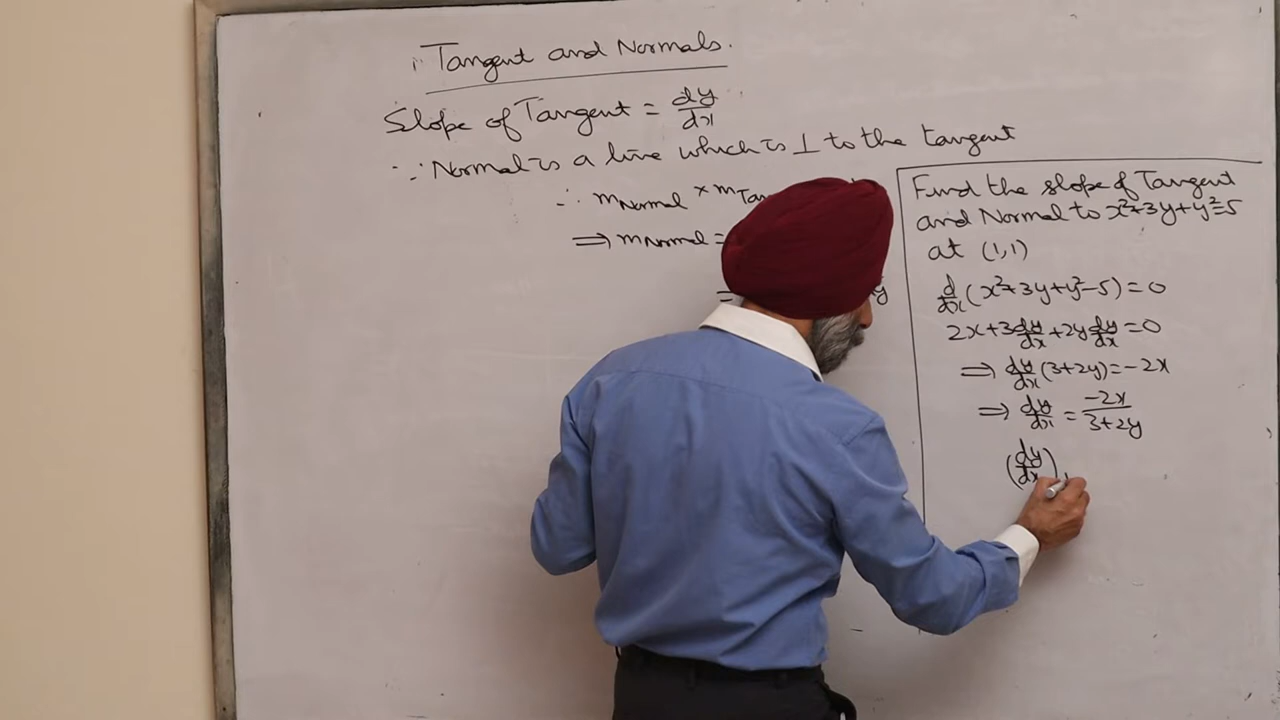 Tangent and Normals.
Slope of Tangent = dy/dx
∵ Normal is a line which is ⊥ to the tangent
∴ mNormal × mTan
⇒ mNormal =
=
Find the slope of Tangent
and Normal to x²+3y+y²=5
at (1,1)
d/dx(x²+3y+y²-5)=0
2x+3dy/dx+2ydy/dx=0
⇒ dy/dx(3+2y)=-2x
⇒ dy/dx = -2x/3+2y
(dy/dx)